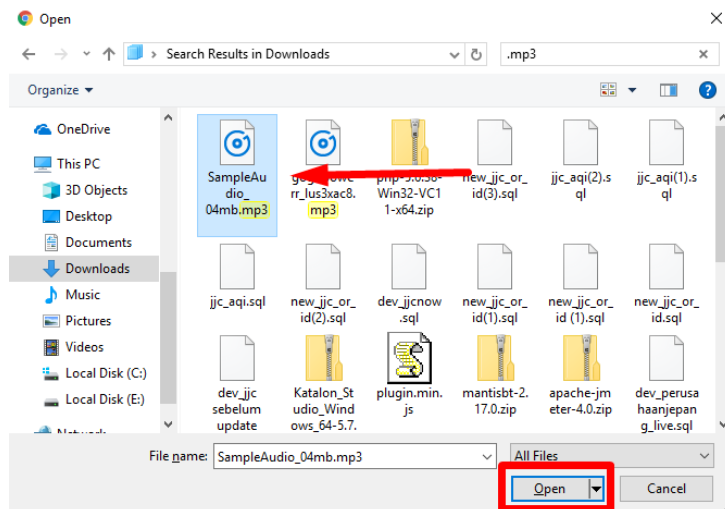 Open
Search Results in Downloads
.mp3
Organize
OneDrive
This PC
3D Objects
Desktop
Documents
Downloads
Music
Pictures
Videos
Local Disk (C:)
Local Disk (E:)
Network
SampleAu
dio_
04mb.mp3
rr_lus3xac8.
mp3
Win32-VC1
1-x64.zip
new_jjc_or_
id(3).sql
jjc_aqi(2).s
ql
jjc_aqi(1).s
ql
jjc_aqi.sql
new_jjc_or_
id(2).sql
dev_jjcnow
.sql
new_jjc_or_
id(1).sql
new_jjc_or_
id (1).sql
new_jjc_or_
id.sql
dev_jjc
sebelum
update
Katalon_St
udio_Wind
ows_64-5.7.
plugin.min.
js
mantisbt-2.
17.0.zip
apache-jm
eter-4.0.zip
dev_perusa
haanjepan
g_live.sql
File name: SampleAudio_04mb.mp3
All Files
Open
Cancel